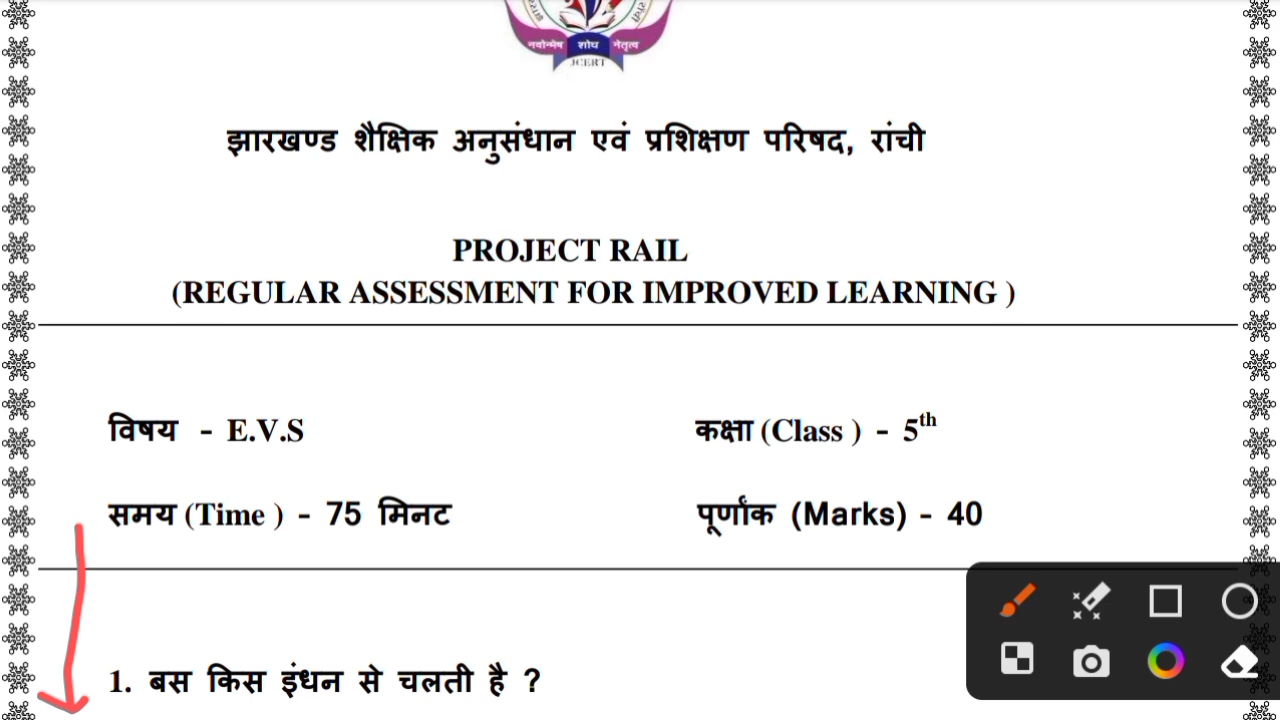 नवोन्मेष शोध नेतृत्व
JCERT
झारखण्ड शैक्षिक अनुसंधान एवं प्रशिक्षण परिषद, रांची
PROJECT RAIL
(REGULAR ASSESSMENT FOR IMPROVED LEARNING )
विषय - E.V.S
कक्षा (Class ) - 5th
समय (Time ) - 75 मिनट
पूर्णांक (Marks) - 40
1. बस किस इंधन से चलती है ?